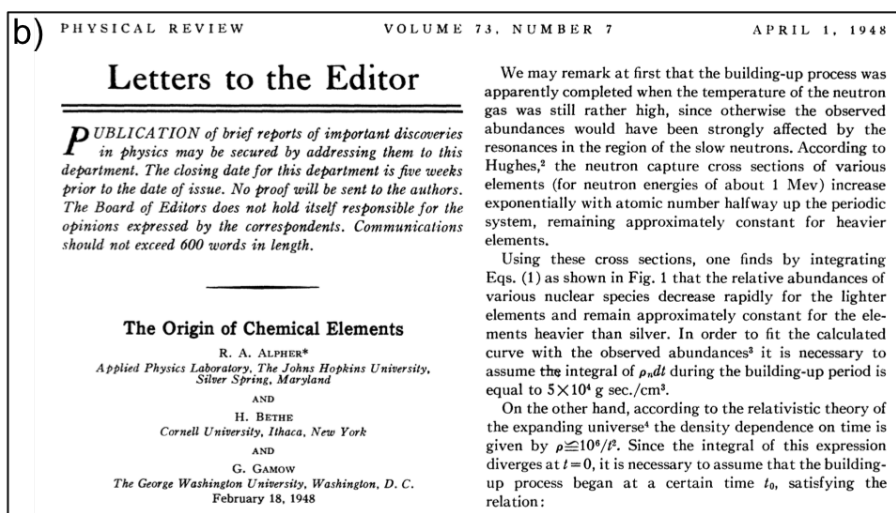 b)
PHYSICAL REVIEW VOLUME 73, NUMBER 7 APRIL 1, 1948
Letters to the Editor
PUBLICATION of brief reports of important discoveries
in physics may be secured by addressing them to this
department. The closing date for this department is five weeks
prior to the date of issue. No proof will be sent to the authors.
The Board of Editors does not hold itself responsible for the
opinions expressed by the correspondents. Communications
should not exceed 600 words in length.
The Origin of Chemical Elements
R. A. ALPHER*
Applied Physics Laboratory, The Johns Hopkins University,
Silver Spring, Maryland
AND
H. BETHE
Cornell University, Ithaca, New York
AND
G. GAMOW
The George Washington University, Washington, D. C.
February 18, 1948
We may remark at first that the building-up process was
apparently completed when the temperature of the neutron
gas was still rather high, since otherwise the observed
abundances would have been strongly affected by the
resonances in the region of the slow neutrons. According to
Hughes,² the neutron capture cross sections of various
elements (for neutron energies of about 1 Mev) increase
exponentially with atomic number halfway up the periodic
system, remaining approximately constant for heavier
elements.
Using these cross sections, one finds by integrating
Eqs. (1) as shown in Fig. 1 that the relative abundances of
various nuclear species decrease rapidly for the lighter
elements and remain approximately constant for the ele-
ments heavier than silver. In order to fit the calculated
curve with the observed abundances³ it is necessary to
assume the integral of ρₙdt during the building-up period is
equal to 5×10⁴ g sec./cm³.
On the other hand, according to the relativistic theory of
the expanding universe⁴ the density dependence on time is
given by ρ≦10⁶/t². Since the integral of this expression
diverges at t=0, it is necessary to assume that the building-
up process began at a certain time t₀, satisfying the
relation: